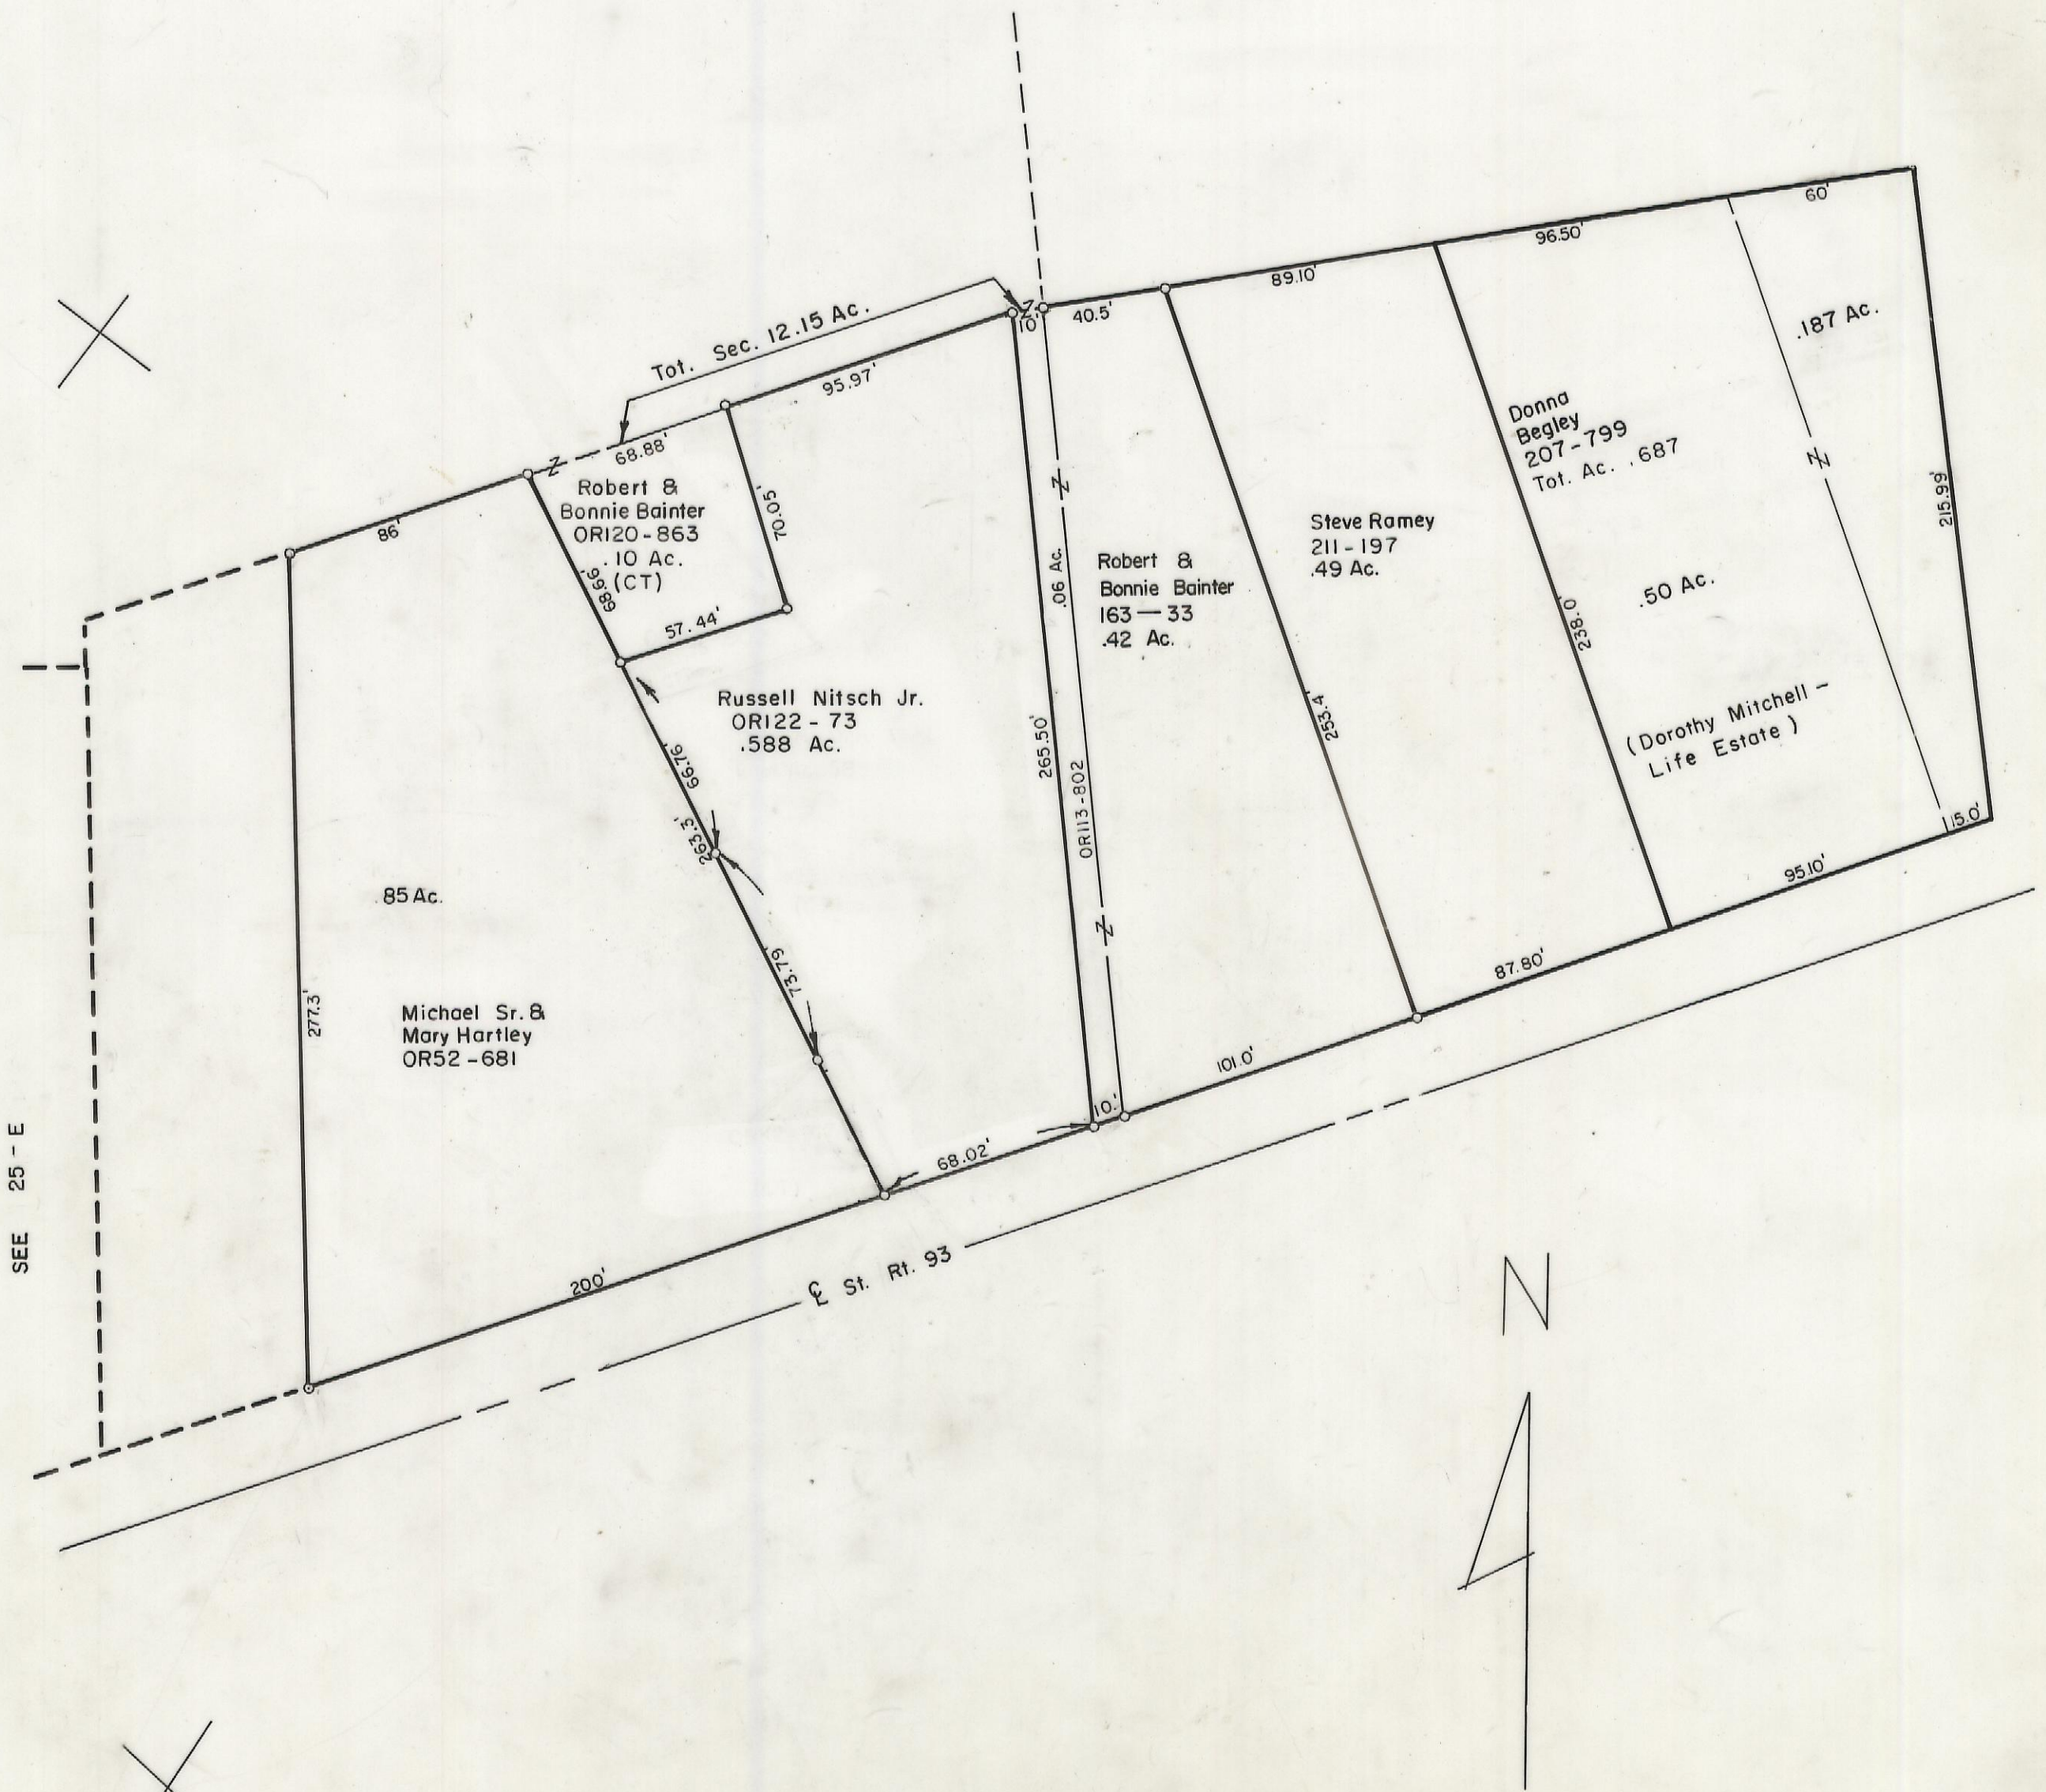 60'
96.50'
.187 Ac.
89.10'
Tot. Sec. 12.15 Ac.
10'
40.5'
95.97'
Donna
Begley
207-799
Tot. Ac. .687
68.88'
86'
Robert &
Bonnie Bainter
OR120-863
.10 Ac.
(CT)
70.05'
68.66'
57.44'
215.99'
Steve Ramey
211-197
.49 Ac.
.06 Ac.
Robert &
Bonnie Bainter
163-33
.42 Ac.
.50 Ac.
238.0'
Russell Nitsch Jr.
OR122-73
.588 Ac.
253.4'
(Dorothy Mitchell-
Life Estate)
66.76'
265.50'
OR113-802
263.3'
15.0'
95.10'
.85 Ac.
73.79'
87.80'
277.3'
Michael Sr. &
Mary Hartley
OR52-681
101.0'
10.'
68.02'
SEE 25-E
200'
℄ St. Rt. 93
N